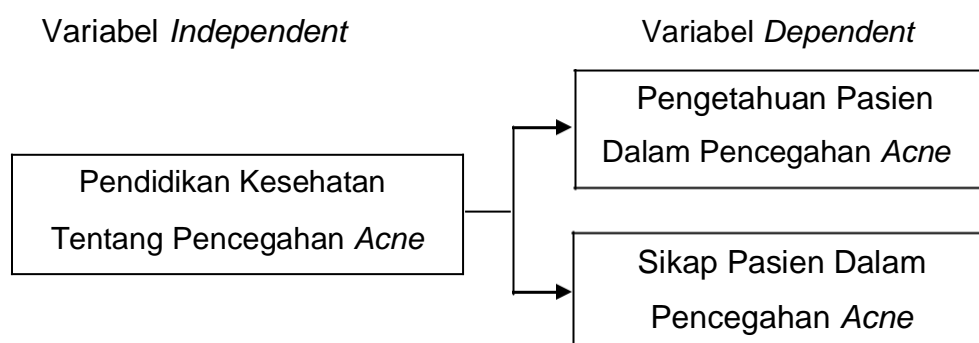 Variabel Independent
Variabel Dependent
Pengetahuan Pasien
Dalam Pencegahan Acne
Pendidikan Kesehatan
Tentang Pencegahan Acne
Sikap Pasien Dalam
Pencegahan Acne